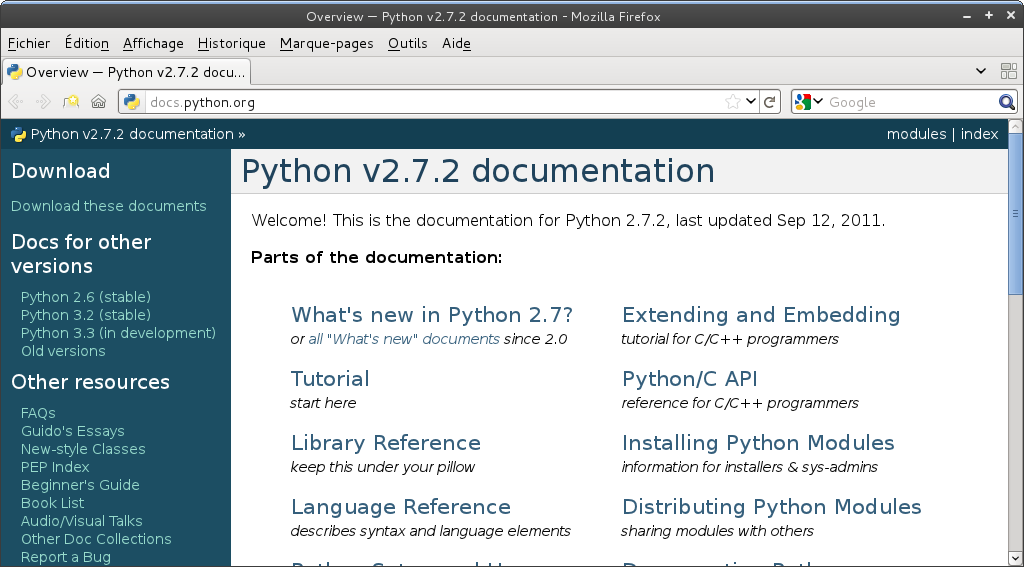 Overview — Python v2.7.2 documentation - Mozilla Firefox
Fichier Édition Affichage Historique Marque-pages Outils Aide
Overview — Python v2.7.2 docu...
docs.python.org Google
Python v2.7.2 documentation » modules | index
Download
Download these documents
Docs for other
versions
Python 2.6 (stable)
Python 3.2 (stable)
Python 3.3 (in development)
Old versions
Other resources
FAQs
Guido's Essays
New-style Classes
PEP Index
Beginner's Guide
Book List
Audio/Visual Talks
Other Doc Collections
Report a Bug
Python v2.7.2 documentation
Welcome! This is the documentation for Python 2.7.2, last updated Sep 12, 2011.
Parts of the documentation:
What's new in Python 2.7?
or all "What's new" documents since 2.0
Tutorial
start here
Library Reference
keep this under your pillow
Language Reference
describes syntax and language elements
Extending and Embedding
tutorial for C/C++ programmers
Python/C API
reference for C/C++ programmers
Installing Python Modules
information for installers & sys-admins
Distributing Python Modules
sharing modules with others